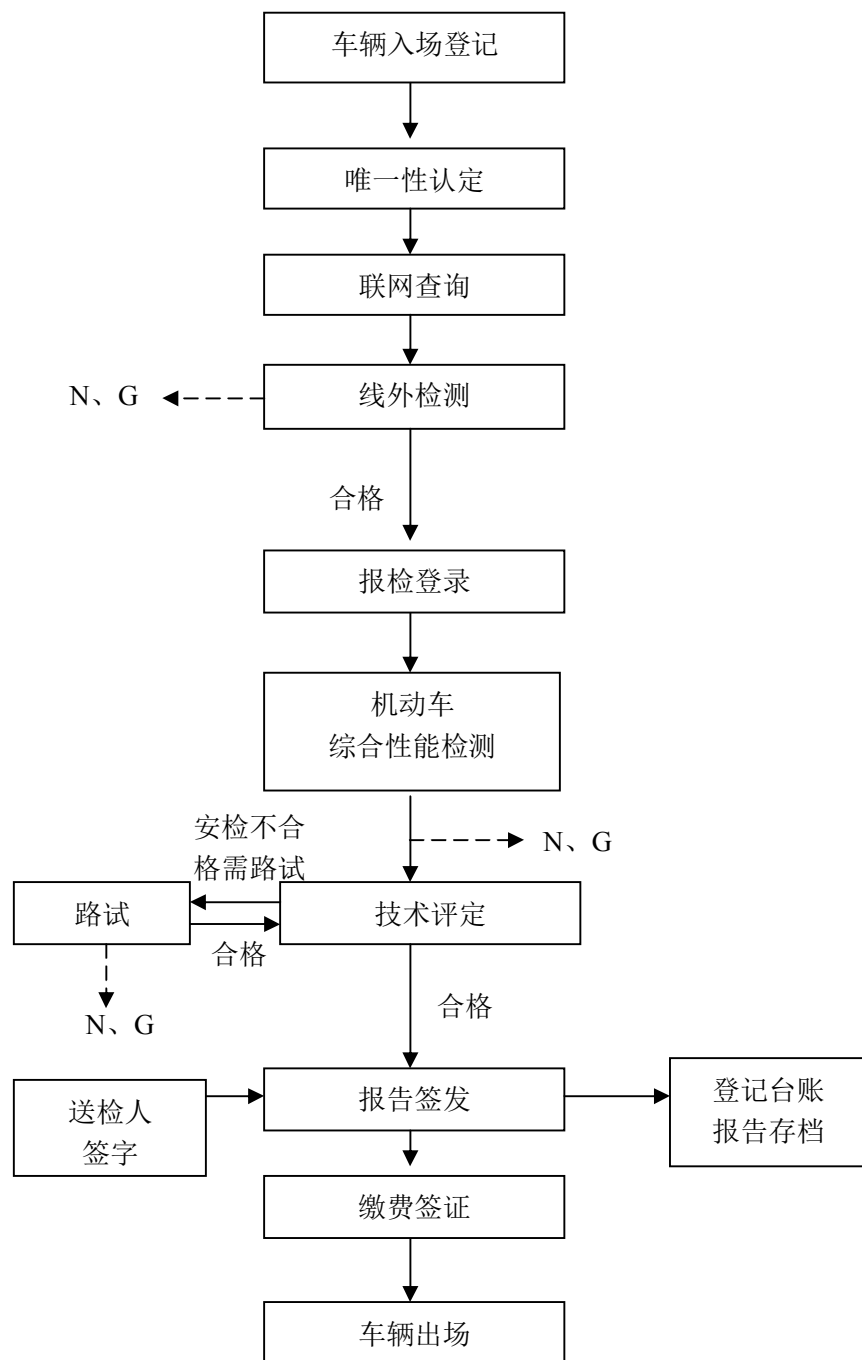 车辆入场登记
唯一性认定
联网查询
N、G
线外检测
合格
报检登录
机动车
综合性能检测
安检不合
格需路试
N、G
路试
技术评定
合格
N、G
合格
送检人
签字
报告签发
登记台账
报告存档
缴费签证
车辆出场